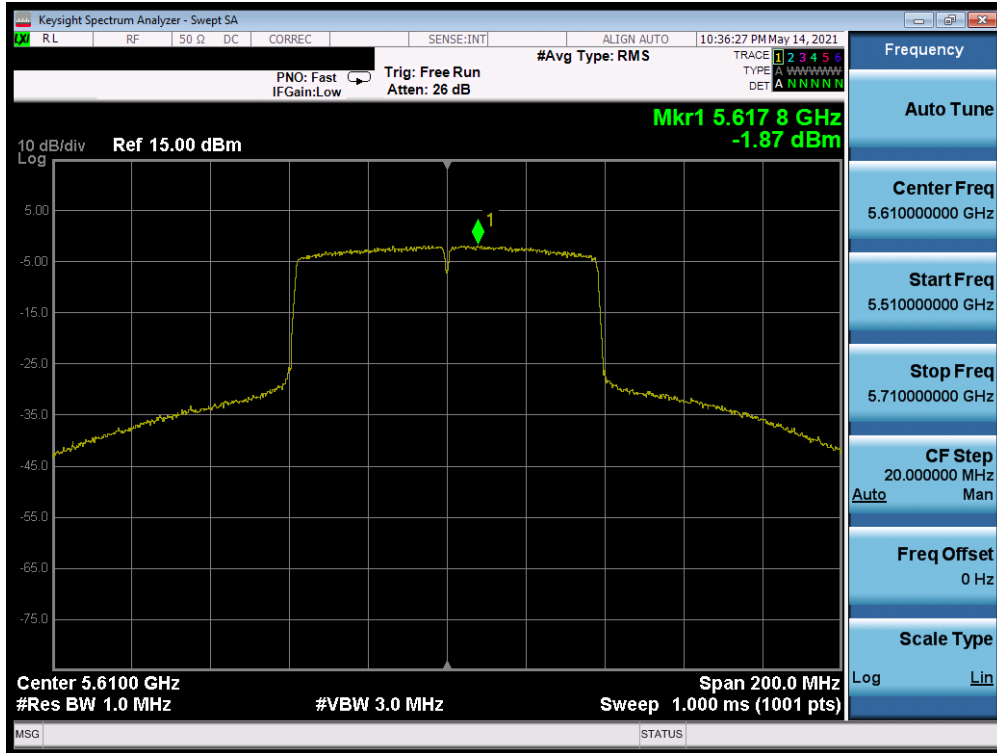 Keysight Spectrum Analyzer - Swept SA
LXI RL RF 50 Ω DC CORREC SENSE:INT ALIGN AUTO 10:36:27 PM May 14, 2021
#Avg Type: RMS
TRACE 1 2 3 4 5 6
TYPE A WWWWW
DET A N N N N N
PNO: Fast
IFGain:Low
Trig: Free Run
Atten: 26 dB
Mkr1 5.617 8 GHz
-1.87 dBm
10 dB/div Ref 15.00 dBm
Log
1
5.00
-5.00
-15.0
-25.0
-35.0
-45.0
-55.0
-65.0
-75.0
Center 5.6100 GHz
Span 200.0 MHz
#Res BW 1.0 MHz
#VBW 3.0 MHz
Sweep 1.000 ms (1001 pts)
MSG
STATUS
Frequency
Auto Tune
Center Freq
5.610000000 GHz
Start Freq
5.510000000 GHz
Stop Freq
5.710000000 GHz
CF Step
20.000000 MHz
Auto Man
Freq Offset
0 Hz
Scale Type
Log Lin